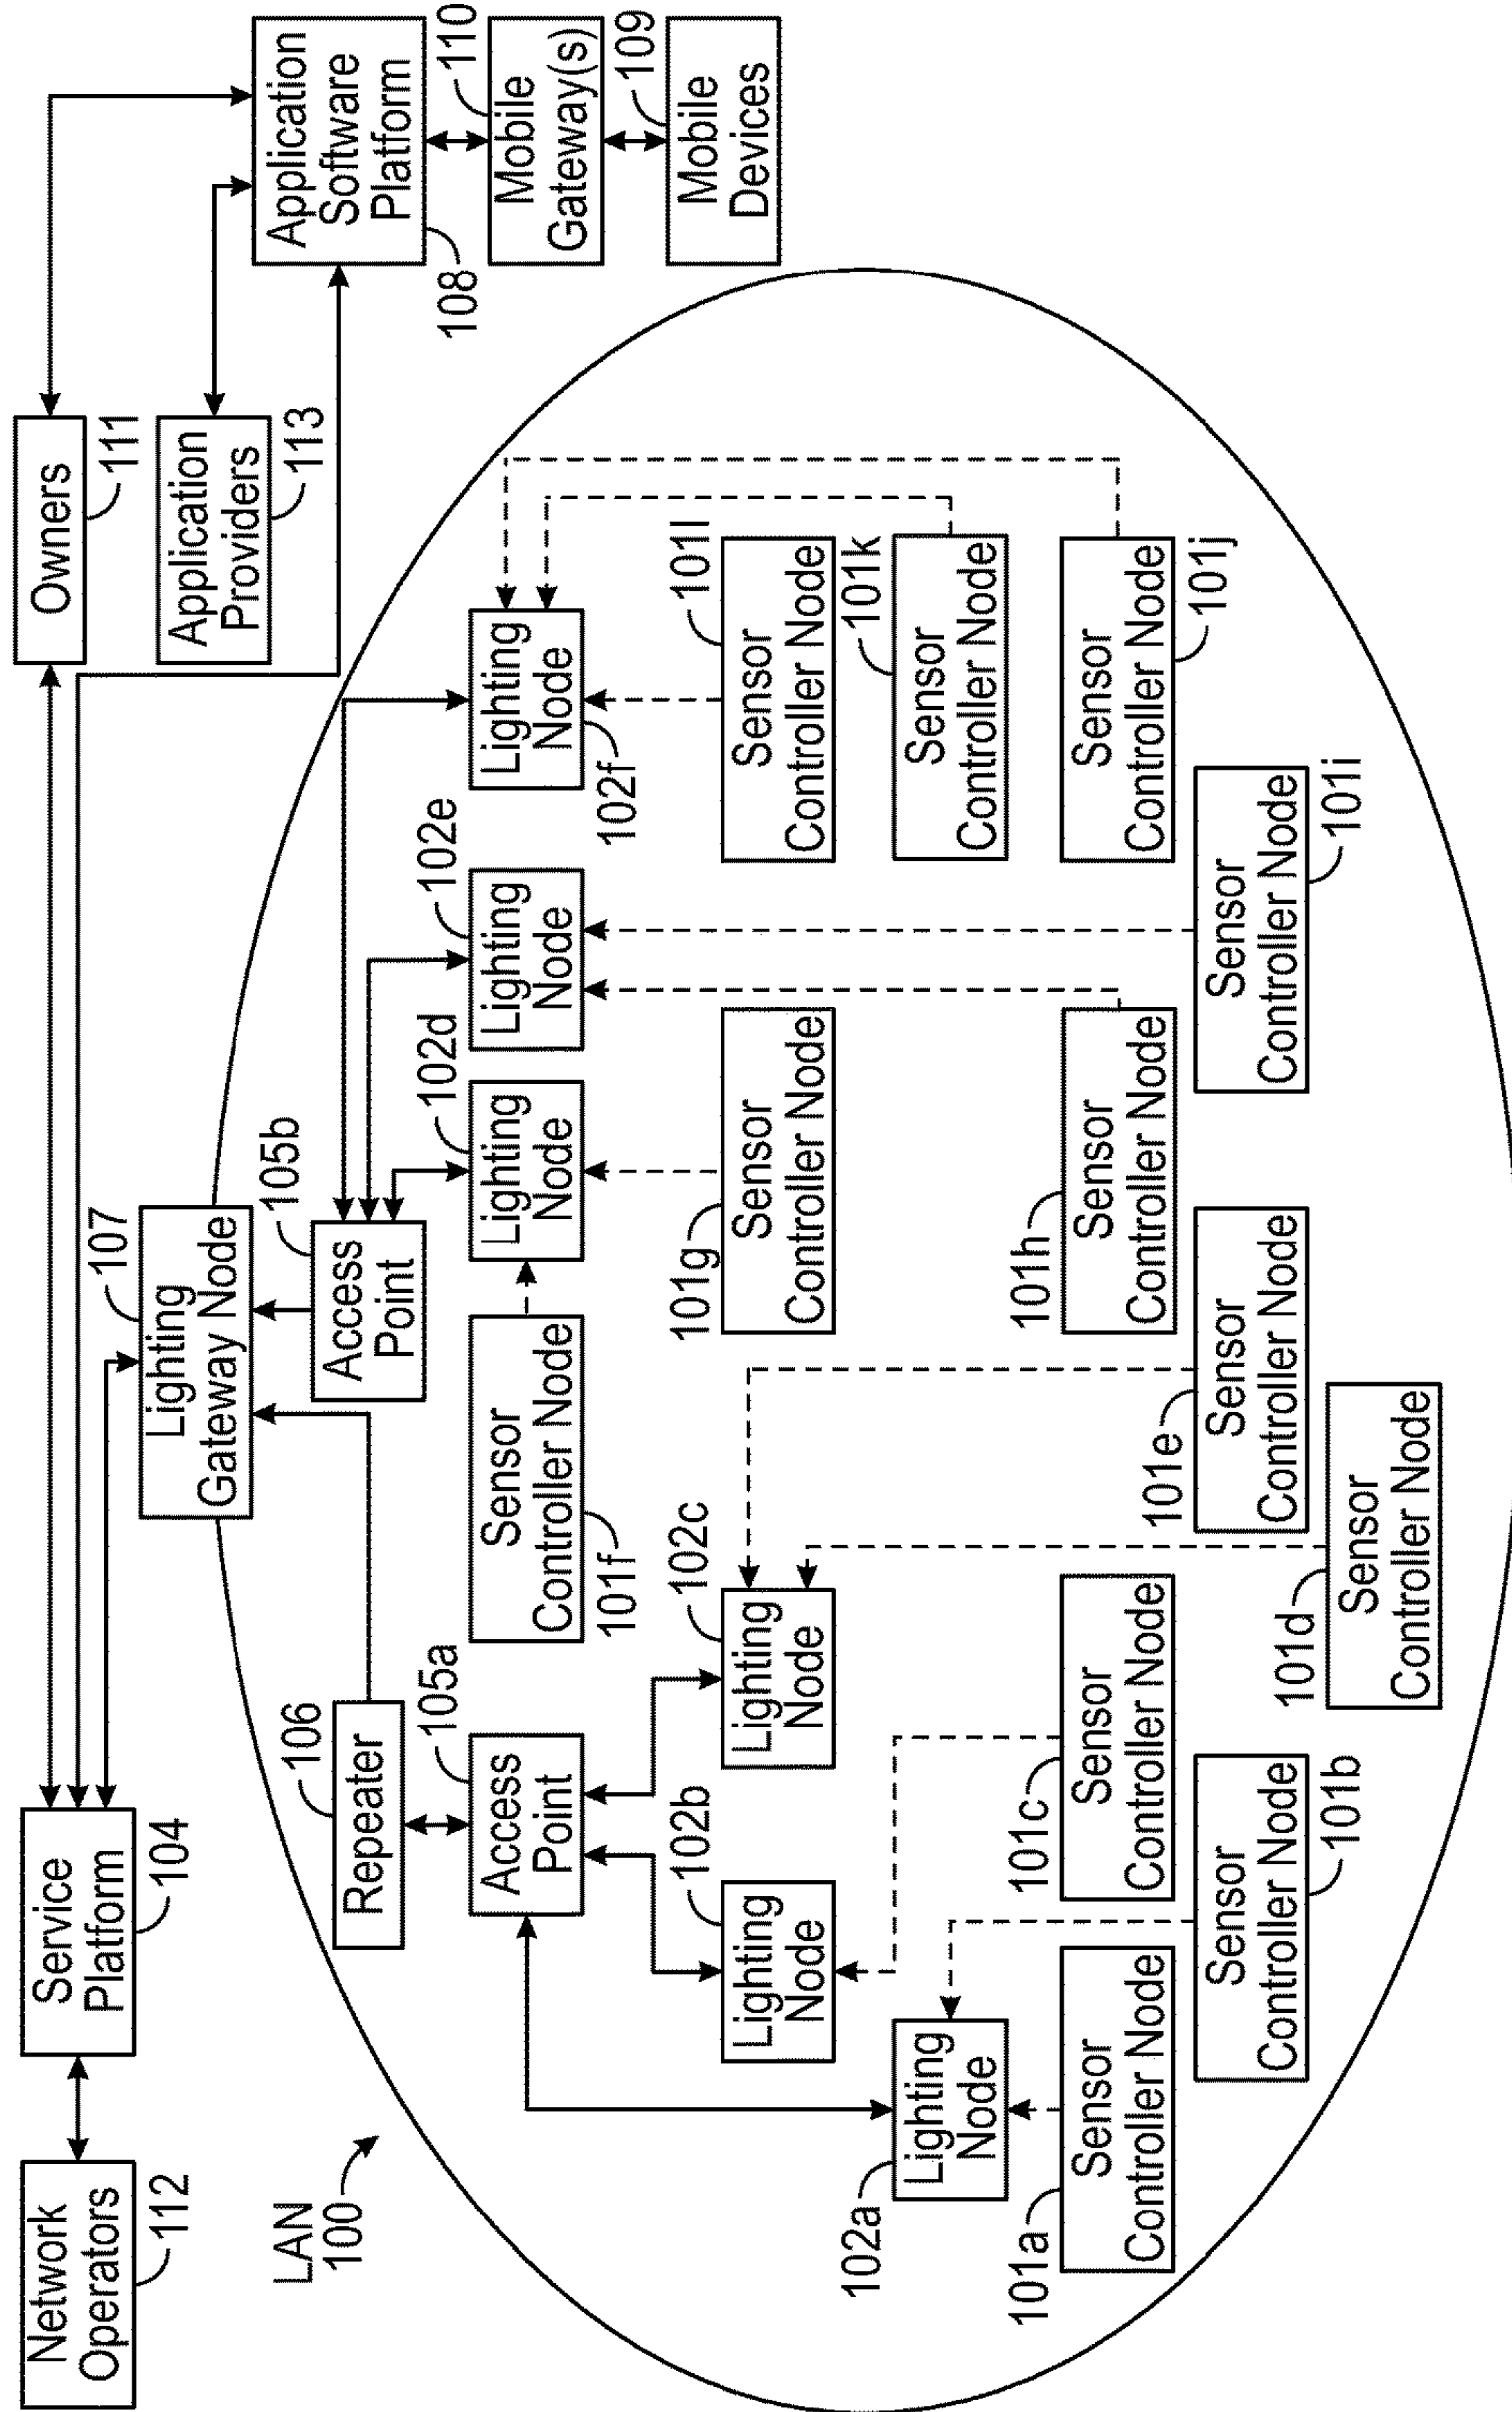 Network
Operators
112
Service
Platform
104
Owners
111
Application
Providers
113
Application
Software
Platform
108
110
Mobile
Gateway(s)
109
Mobile
Devices
LAN
100
107
Lighting
Gateway Node
106
Repeater
105b
Access
Point
105a
Access
Point
Sensor
Controller Node
101f
102d
Lighting
Node
102e
Lighting
Node
Lighting
Node
102f
102b
Lighting
Node
102c
Lighting
Node
101g
Sensor
Controller Node
101l
Sensor
Controller Node
102a
Lighting
Node
101k
Sensor
Controller Node
101a
Sensor
Controller Node
101c
Sensor
Controller Node
101h
Sensor
Controller Node
Sensor
Controller Node
101j
Sensor
Controller Node
101b
101e
Sensor
Controller Node
Sensor
Controller Node
101i
101d
Sensor
Controller Node